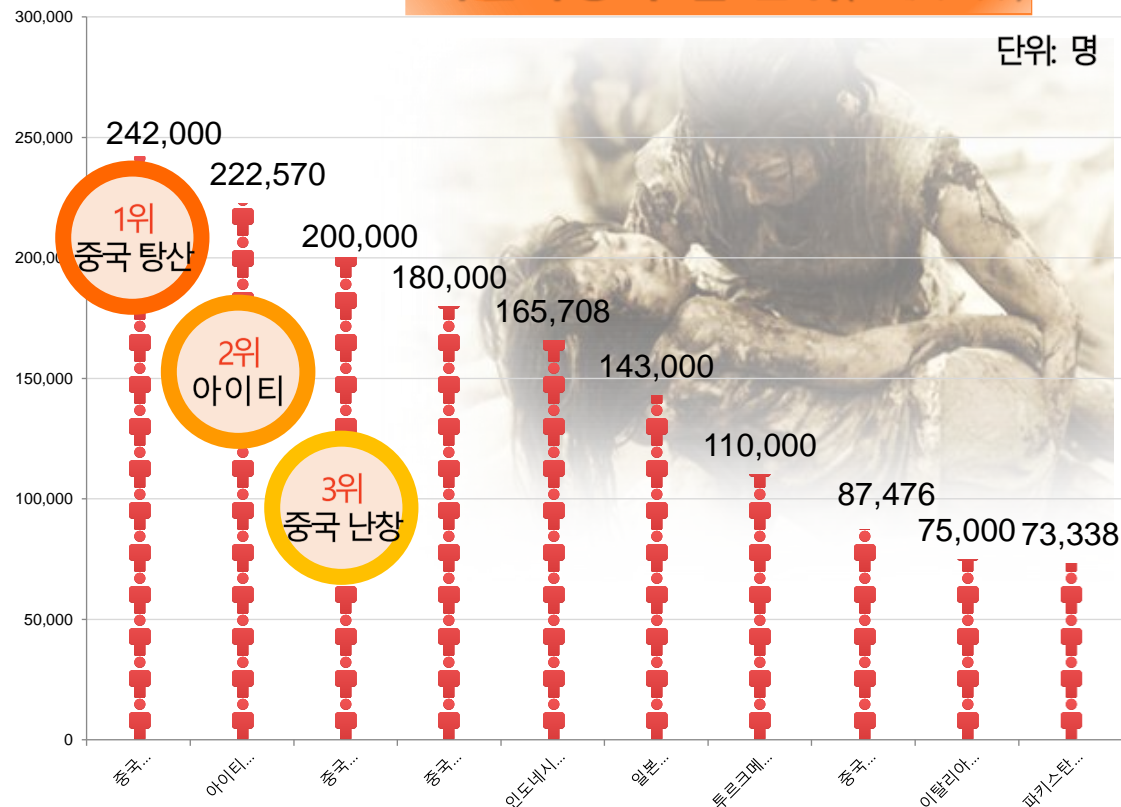 단위: 명
300,000
250,000
200,00
150,000
100,000
50,000
0
242,000
222,570
200,000
180,000
165,708
143,000
110,000
87,476
75,000
73,338
1위
중국 탕산
2위
아이티
3위
중국 난창
중국...
아이티...
중국...
중국...
인도네시...
일본...
투르크메...
중국...
이탈리아...
파키스탄...